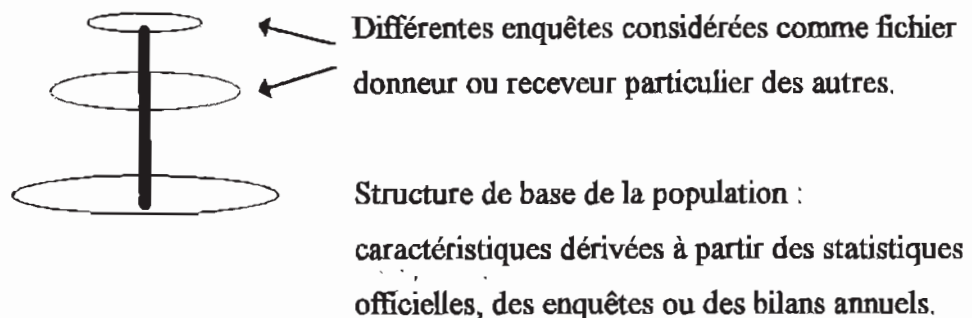 Différentes enquêtes considérées comme fichier
donneur ou receveur particulier des autres.
Structure de base de la population :
caractéristiques dérivées à partir des statistiques
officielles, des enquêtes ou des bilans annuels.